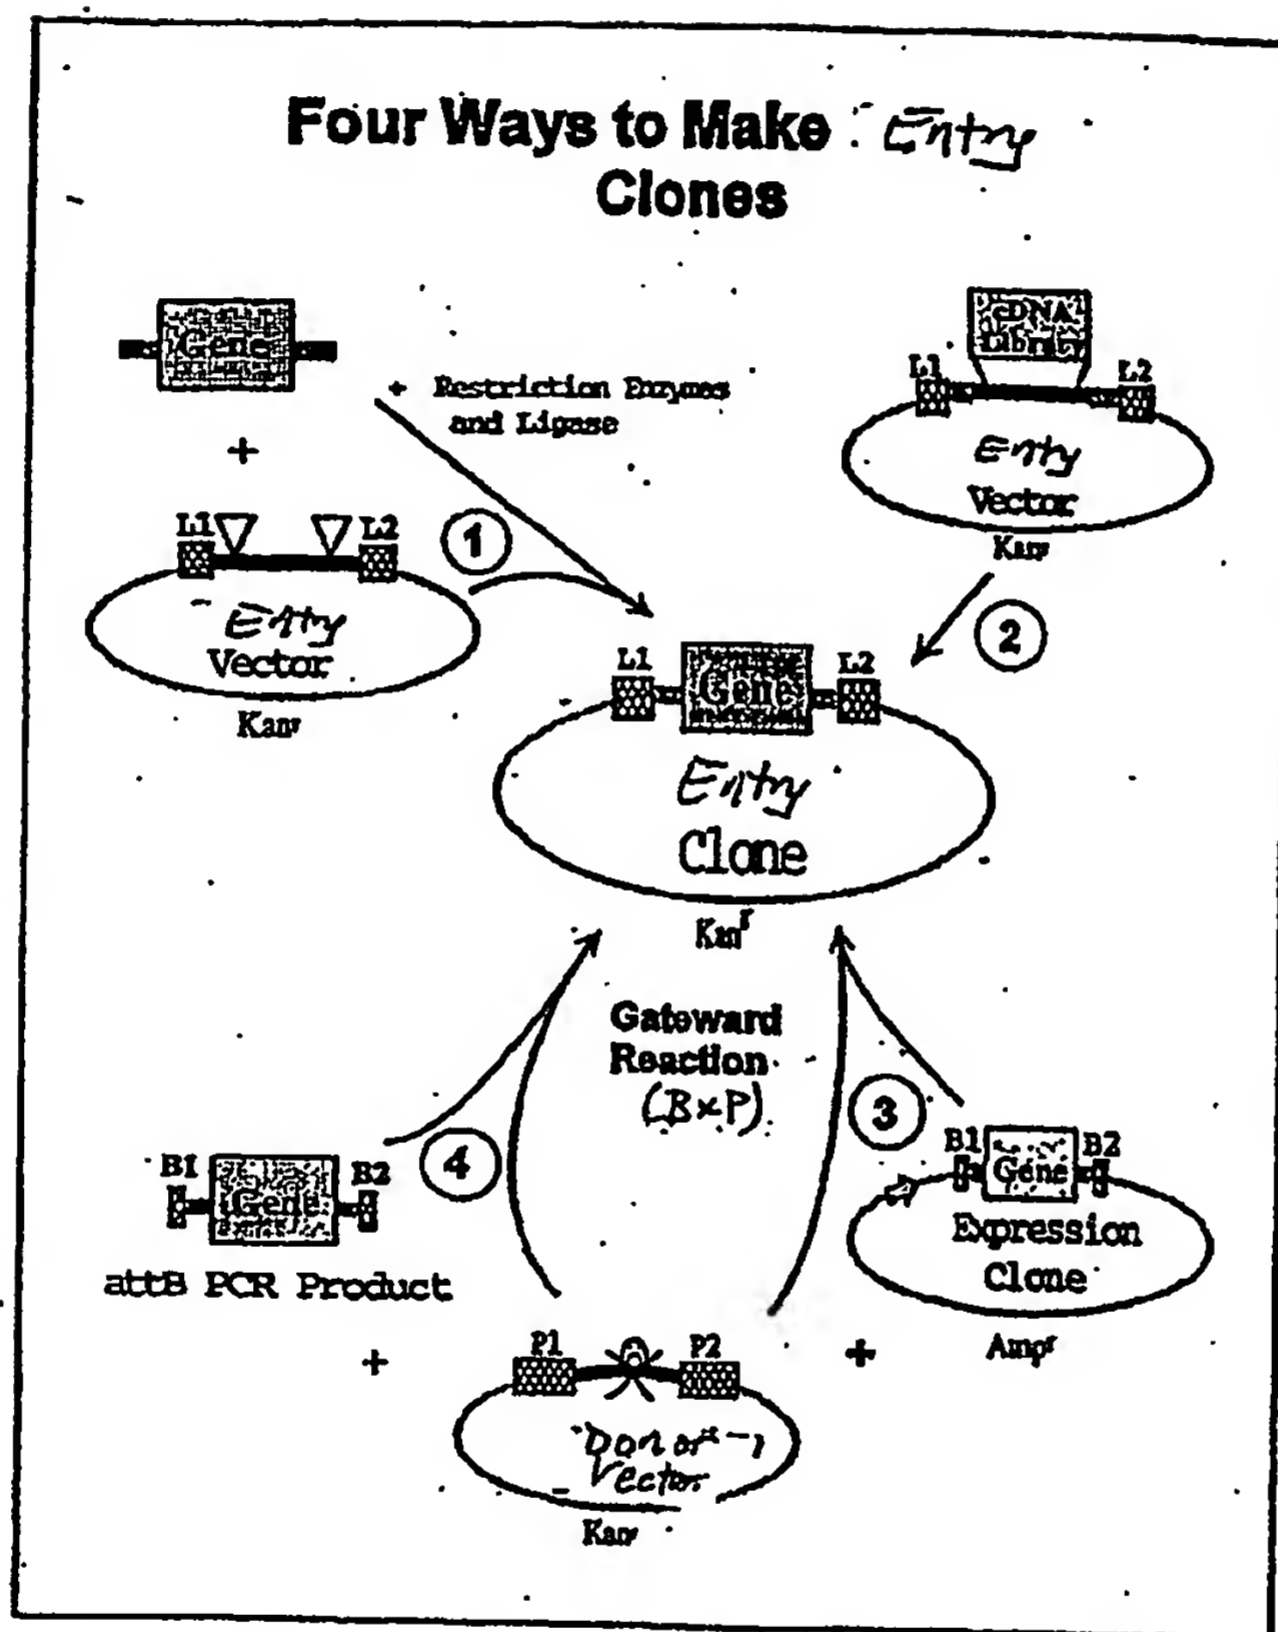 Four Ways to Make Entry
Clones
Gene
+ Restriction Enzymes
and Ligase
+
L1
L2
Entry
Vector
Kanr
1
cDNA
Library
L1
L2
Entry
Vector
Kanr
2
L1
Gene
L2
Entry
Clone
Kanr
Gateward
Reaction
(BxP)
4
3
B1
Gene
B2
attB PCR Product
+
B1
Gene
B2
Expression
Clone
Ampr
+
P1
P2
Donor
Vector
Kanr